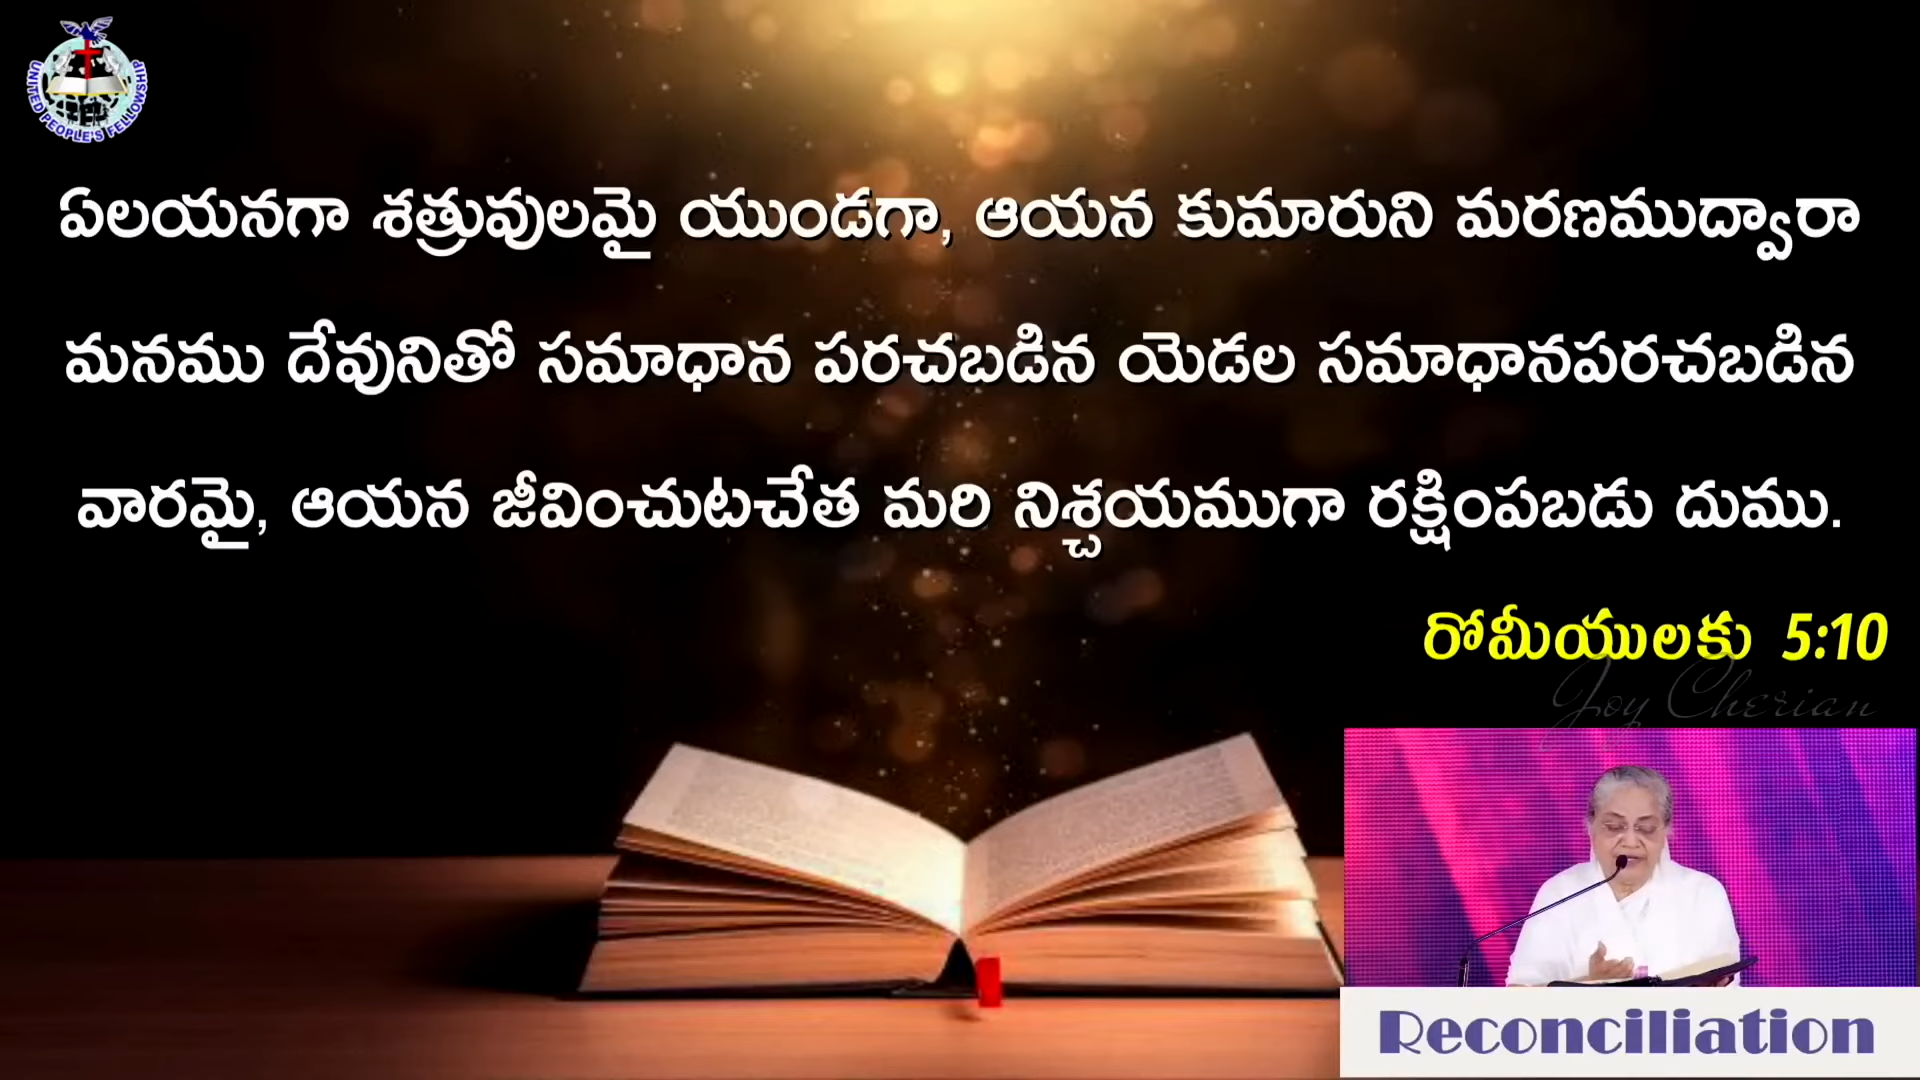 UNITED PEOPLE'S FELLOWSHIP
ఏలయనగా శత్రువులమై యుండగా, ఆయన కుమారుని మరణముద్వారా
మనము దేవునితో సమాధాన పరచబడిన యెడల సమాధానపరచబడిన
వారమై, ఆయన జీవించుటచేత మరి నిశ్చయముగా రక్షింపబడు దుము.
రోమీయులకు 5:10
Joy Cherian
Reconciliation